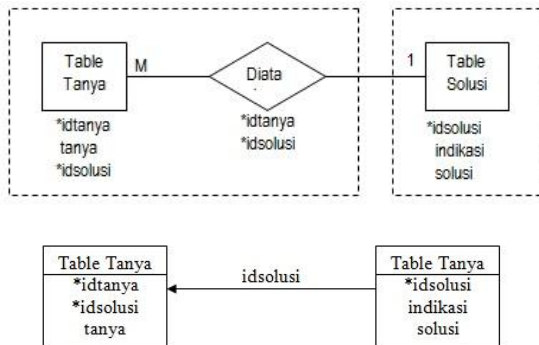 Table
Tanya
M
Diata
1
Table
Solusi
*idtanya
tanya
*idsolusi
*idtanya
*idsolusi
*idsolusi
indikasi
solusi
Table Tanya
*idtanya
*idsolusi
tanya
idsolusi
Table Tanya
*idsolusi
indikasi
solusi